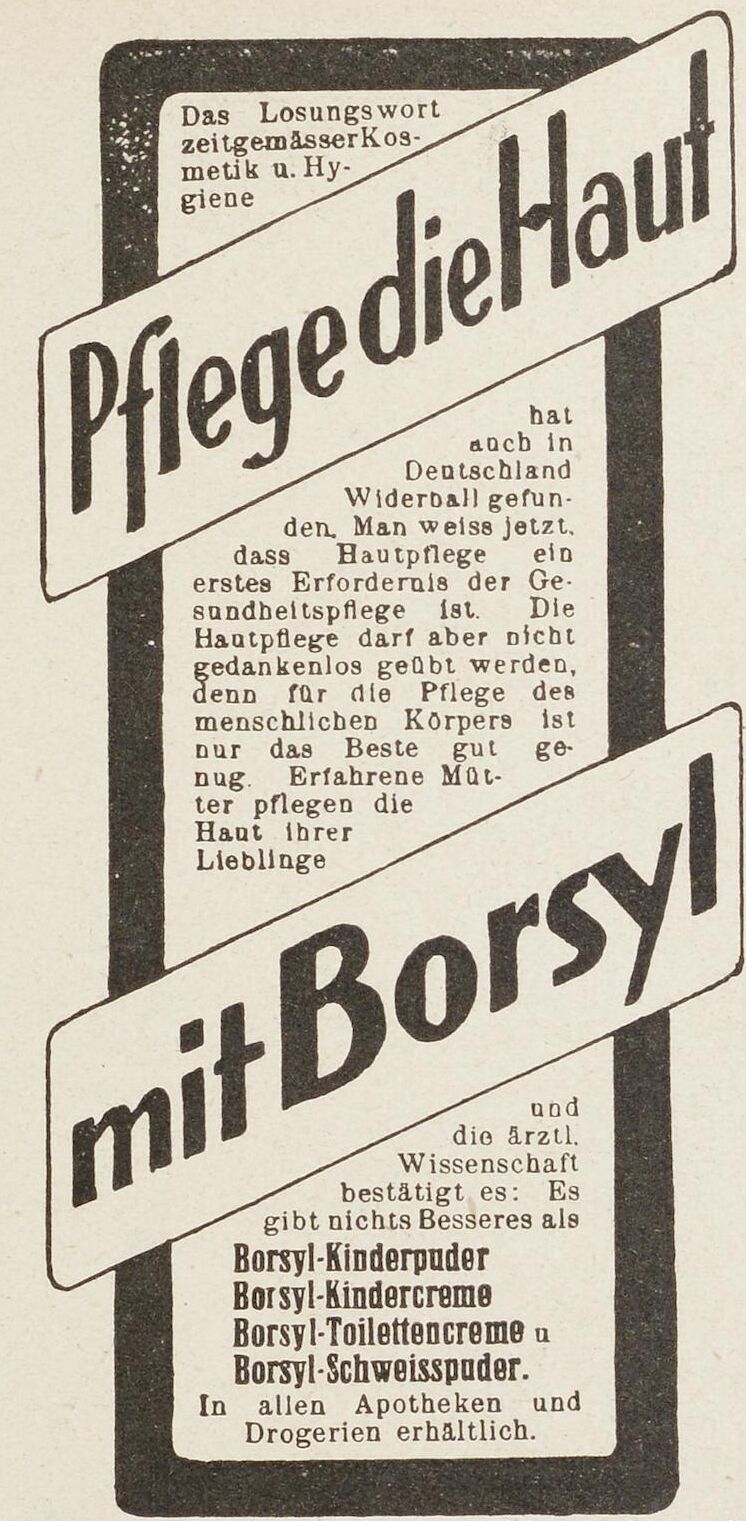 Das Losungswort
zeitgemässer Kos-
metik u. Hy-
giene
Pflege die Haut
hat
auch in
Deutschland
Widerhall gefun-
den. Man weiss jetzt,
dass Hautpflege ein
erstes Erfordernis der Ge-
sundheitspflege ist. Die
Hautpflege darf aber nicht
gedankenlos geübt werden,
denn für die Pflege des
menschlichen Körpers ist
nur das Beste gut ge-
nug. Erfahrene Müt-
ter pflegen die
Haut ihrer
Lieblinge
mit Borsyl
und
die ärztl.
Wissenschaft
bestätigt es: Es
gibt nichts Besseres als
Borsyl-Kinderpuder
Borsyl-Kindercreme
Borsyl-Toilettencreme u
Borsyl-Schweisspuder.
In allen Apotheken und
Drogerien erhältlich.